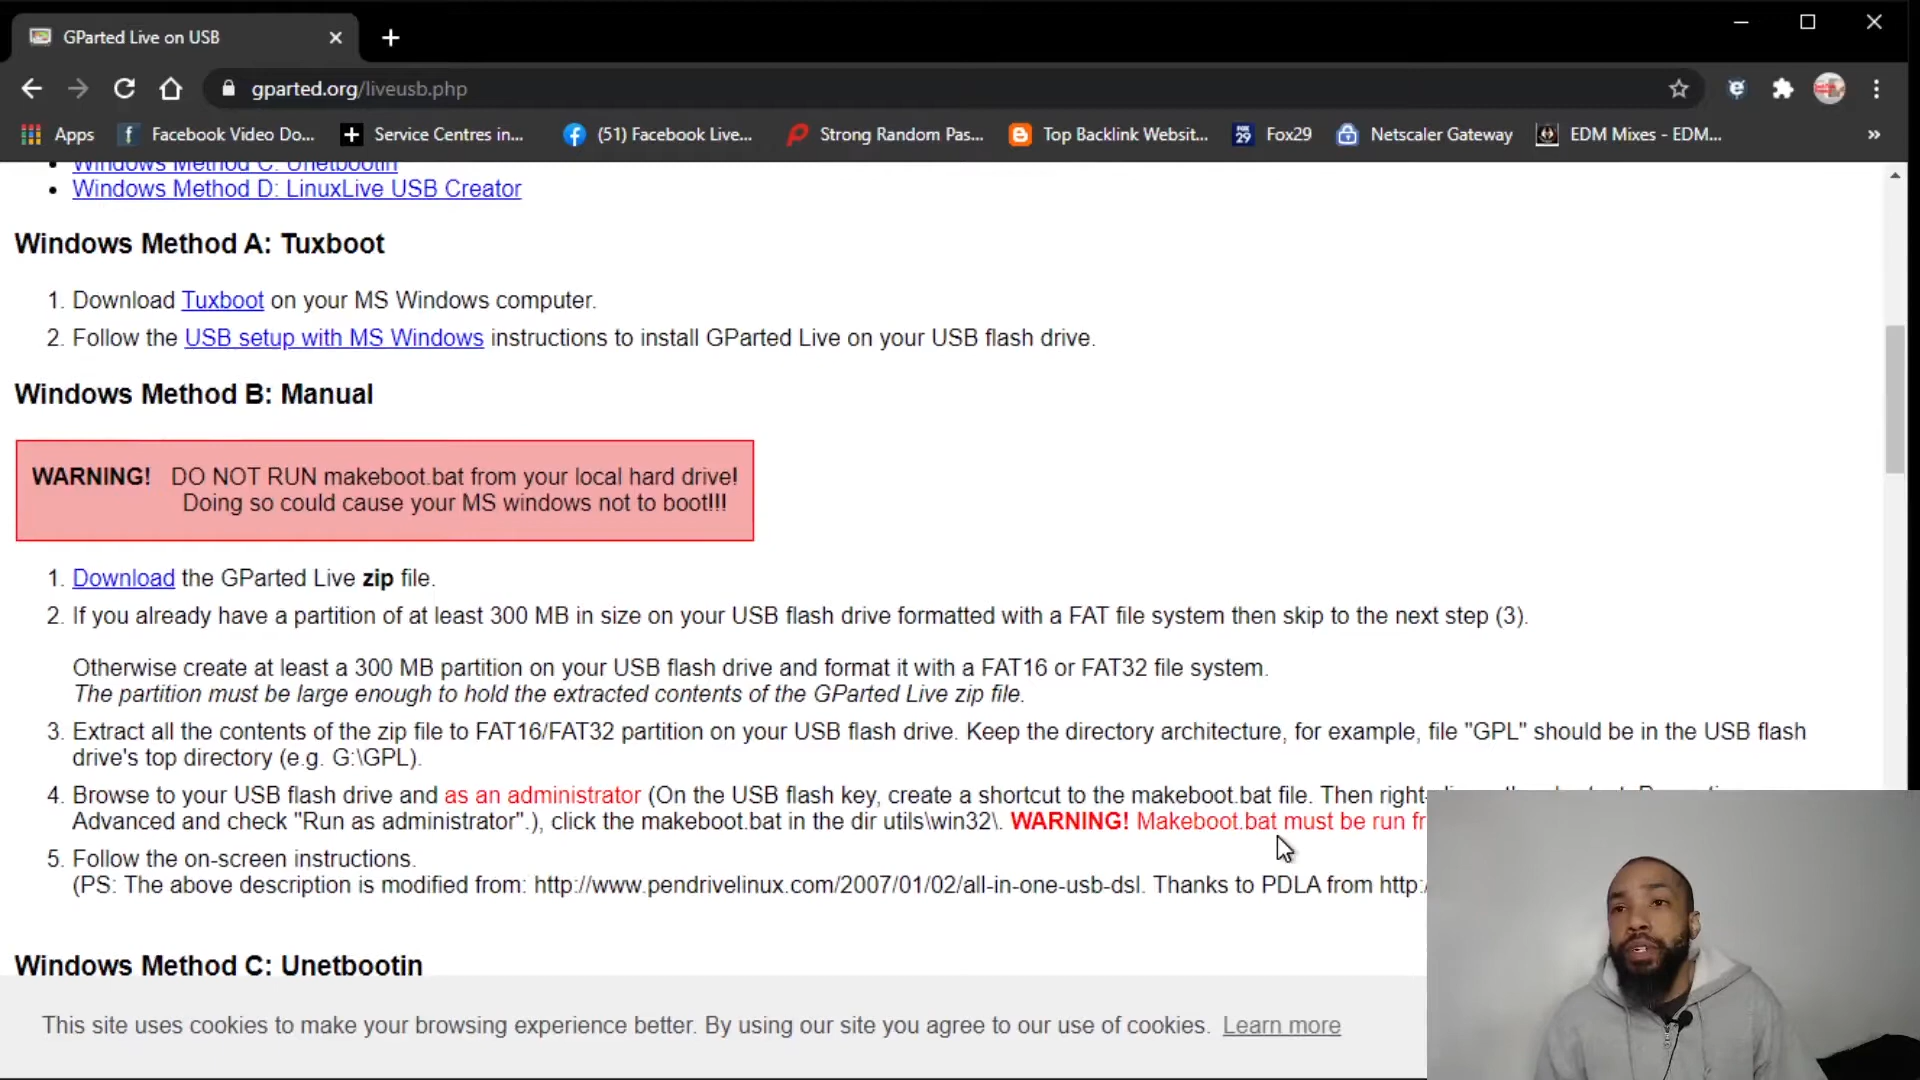 GParted Live on USB
gparted.org/liveusb.php
Apps
Facebook Video Do...
Service Centres in...
(51) Facebook Live...
Strong Random Pas...
Top Backlink Websit...
Fox29
Netscaler Gateway
EDM Mixes - EDM...
»
Windows Method C: Unetbootin
Windows Method D: LinuxLive USB Creator
Windows Method A: Tuxboot
1. Download Tuxboot on your MS Windows computer.
2. Follow the USB setup with MS Windows instructions to install GParted Live on your USB flash drive.
Windows Method B: Manual
WARNING! DO NOT RUN makeboot.bat from your local hard drive!
Doing so could cause your MS windows not to boot!!!
1. Download the GParted Live zip file.
2. If you already have a partition of at least 300 MB in size on your USB flash drive formatted with a FAT file system then skip to the next step (3).
Otherwise create at least a 300 MB partition on your USB flash drive and format it with a FAT16 or FAT32 file system.
The partition must be large enough to hold the extracted contents of the GParted Live zip file.
3. Extract all the contents of the zip file to FAT16/FAT32 partition on your USB flash drive. Keep the directory architecture, for example, file "GPL" should be in the USB flash
drive's top directory (e.g. G:\GPL).
4. Browse to your USB flash drive and as an administrator (On the USB flash key, create a shortcut to the makeboot.bat file. Then right-
Advanced and check "Run as administrator".), click the makeboot.bat in the dir utils\win32\. WARNING! Makeboot.bat must be run fr
5. Follow the on-screen instructions.
(PS: The above description is modified from: http://www.pendrivelinux.com/2007/01/02/all-in-one-usb-dsl. Thanks to PDLA from http:/
Windows Method C: Unetbootin
This site uses cookies to make your browsing experience better. By using our site you agree to our use of cookies. Learn more